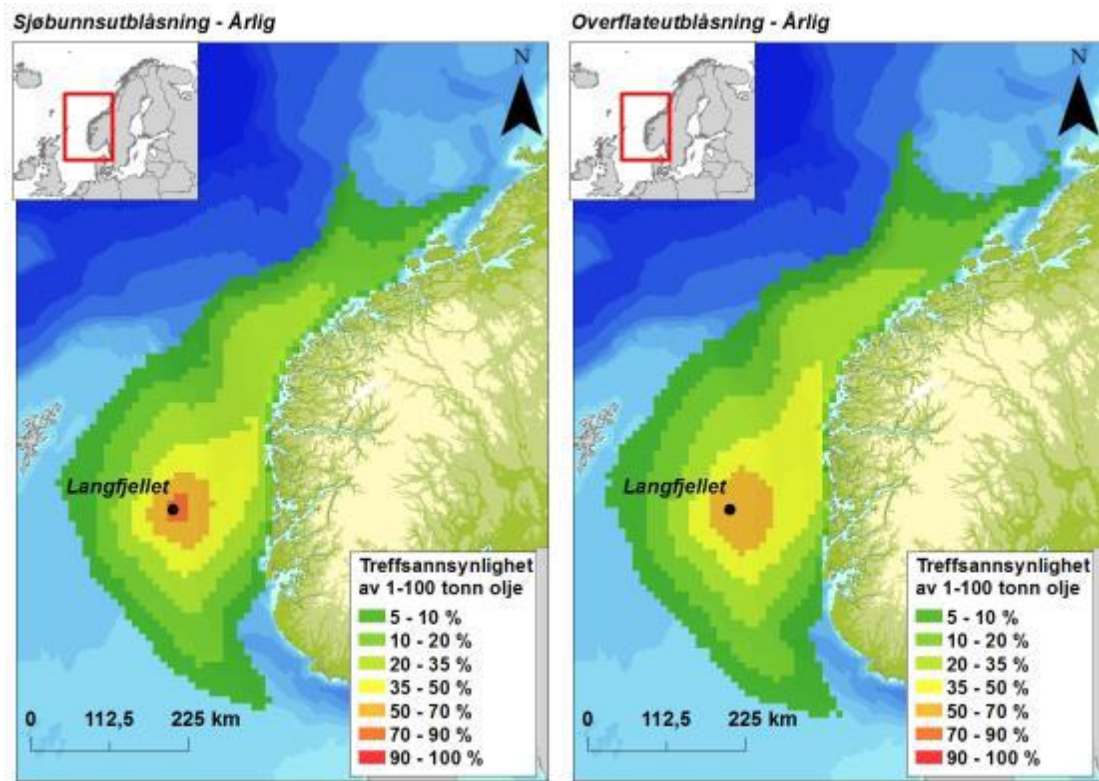 Sjøbunnsutblåsning - Årlig
N
Langfjellet
Treffsannsynlighet
av 1-100 tonn olje
5 - 10 %
10 - 20 %
20 - 35 %
35 - 50 %
50 - 70 %
70 - 90 %
90 - 100 %
0 112,5 225 km
Overflateutblåsning - Årlig
N
Langfjellet
Treffsannsynlighet
av 1-100 tonn olje
5 - 10 %
10 - 20 %
20 - 35 %
35 - 50 %
50 - 70 %
70 - 90 %
90 - 100 %
0 112,5 225 km